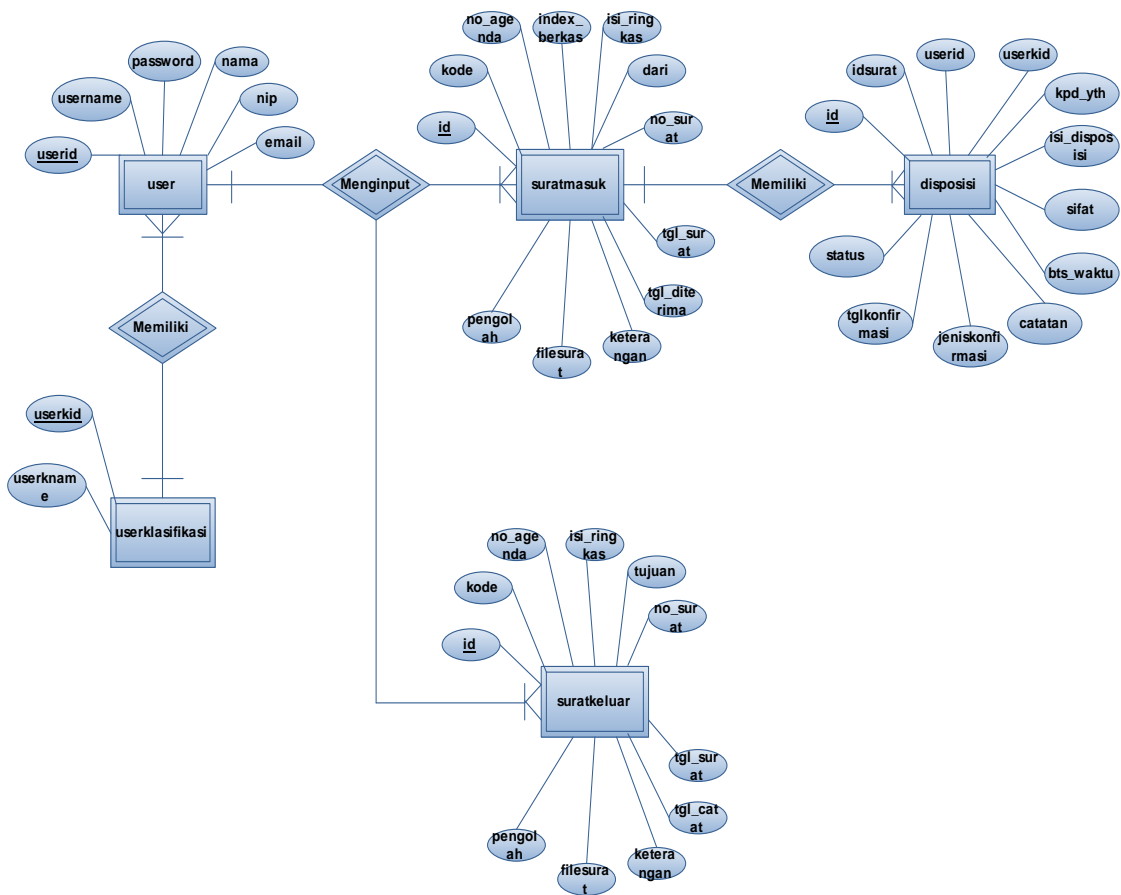 no_age
nda
index_
berkas
isi_ring
kas
password
nama
kode
dari
userid
userkid
idsurat
kpd_yth
username
nip
id
no_sur
at
id
userid
email
isi_dispos
isi
user
Menginput
suratmasuk
Memiliki
disposisi
sifat
tgl_sur
at
status
bts_waktu
tgl_dite
rima
pengol
ah
filesura
t
ketera
ngan
tglkonfir
masi
jeniskonfi
rmasi
catatan
Memiliki
userkid
userknam
e
userklasifikasi
no_age
nda
isi_ring
kas
tujuan
kode
no_sur
at
id
suratkeluar
tgl_sur
at
tgl_ca
tat
pengol
ah
filesura
t
ketera
ngan